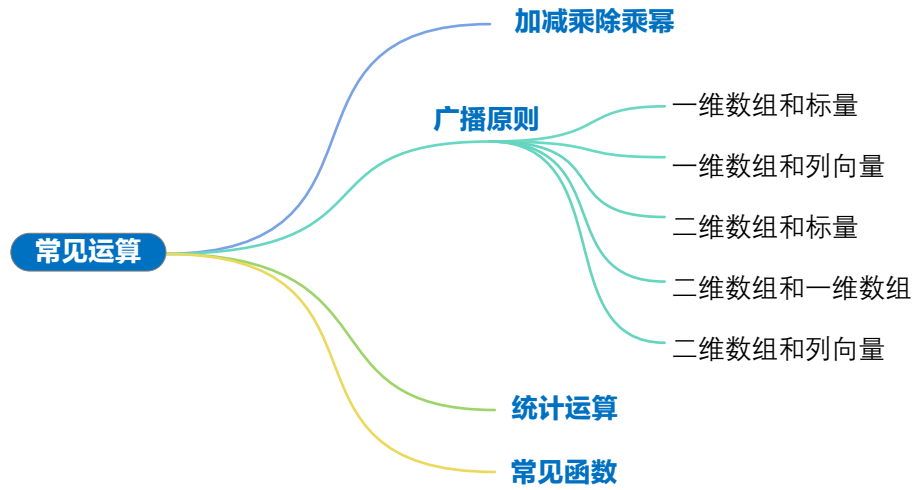 常见运算
加减乘除乘幂
广播原则
一维数组和标量
一维数组和列向量
二维数组和标量
二维数组和一维数组
二维数组和列向量
统计运算
常见函数